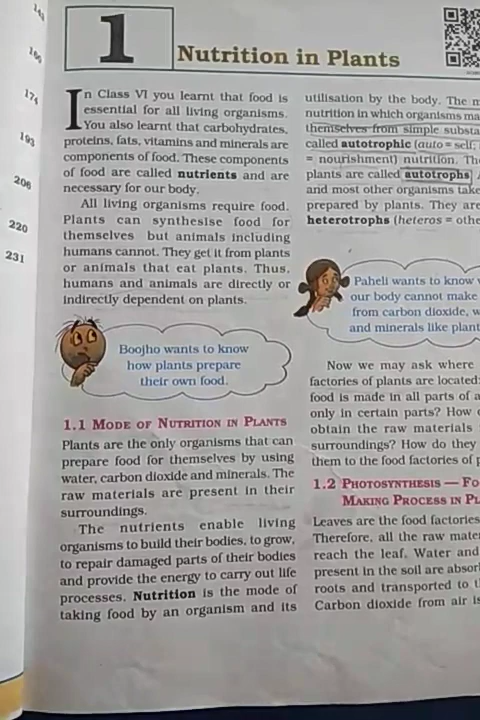 141
160
174
193
206
220
231
1
Nutrition in Plants
In Class VI you learnt that food is
essential for all living organisms.
You also learnt that carbohydrates,
proteins, fats, vitamins and minerals are
components of food. These components
of food are called nutrients and are
necessary for our body.
All living organisms require food.
Plants can synthesise food for
themselves but animals including
humans cannot. They get it from plants
or animals that eat plants. Thus,
humans and animals are directly or
indirectly dependent on plants.
Boojho wants to know
how plants prepare
their own food.
1.1 MODE OF NUTRITION IN PLANTS
Plants are the only organisms that can
prepare food for themselves by using
water, carbon dioxide and minerals. The
raw materials are present in their
surroundings.
The nutrients enable living
organisms to build their bodies, to grow,
to repair damaged parts of their bodies
and provide the energy to carry out life
processes. Nutrition is the mode of
taking food by an organism and its
utilisation by the body. The
nutrition in which organisms
themselves from simple
called autotrophic (auto = self;
= nourishment) nutrition.
plants are called autotrophs.
and most other organisms take
prepared by plants. They are
heterotrophs (heteros =
Paheli wants to know
our body cannot make
from carbon dioxide,
and minerals like
Now we may ask where
factories of plants are located:
food is made in all parts of a
only in certain parts? How
obtain the raw materials
surroundings? How do they
them to the food factories of
1.2 PHOTOSYNTHESIS —
MAKING PROCESS IN
Leaves are the food factories
Therefore, all the raw
reach the leaf. Water and
present in the soil are
roots and transported to
Carbon dioxide from air is